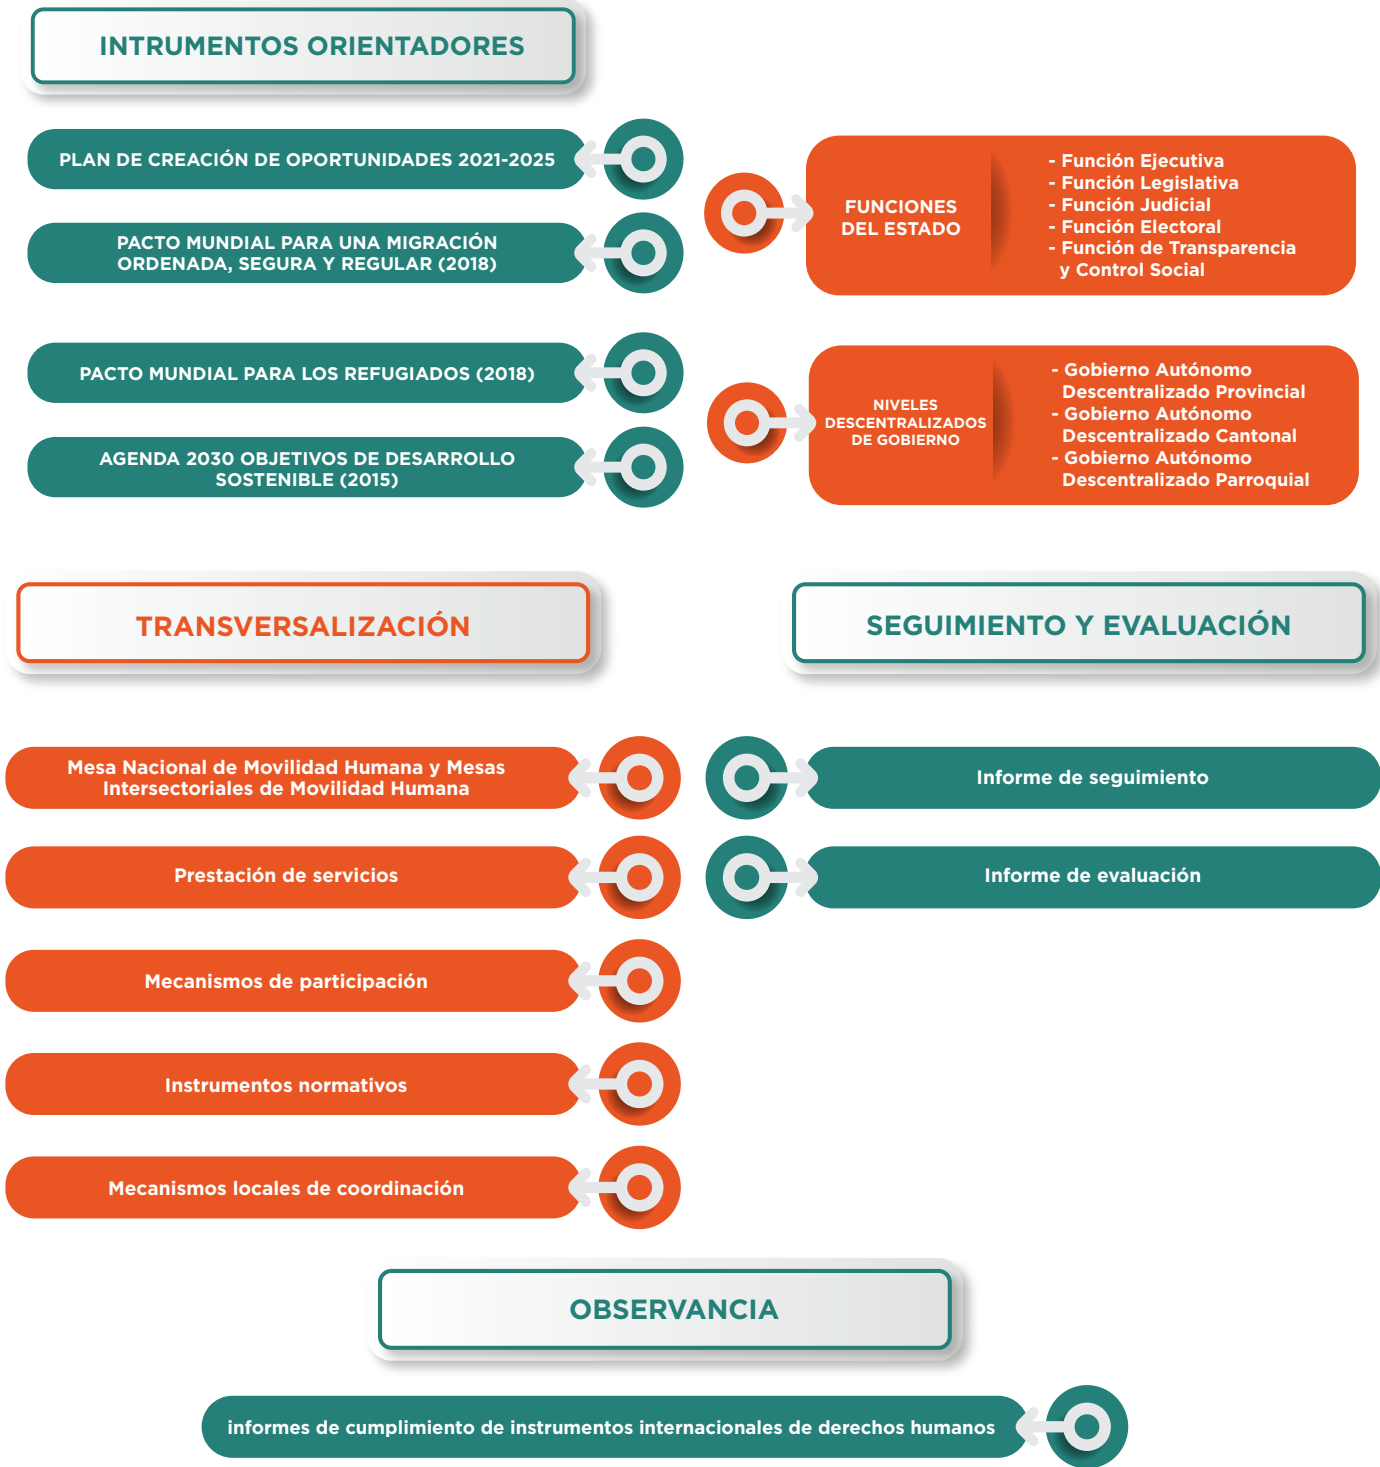 INTRUMENTOS ORIENTADORES
PLAN DE CREACIÓN DE OPORTUNIDADES 2021-2025
PACTO MUNDIAL PARA UNA MIGRACIÓN
ORDENADA, SEGURA Y REGULAR (2018)
PACTO MUNDIAL PARA LOS REFUGIADOS (2018)
AGENDA 2030 OBJETIVOS DE DESARROLLO
SOSTENIBLE (2015)
FUNCIONES
DEL ESTADO
- Función Ejecutiva
- Función Legislativa
- Función Judicial
- Función Electoral
- Función de Transparencia
y Control Social
NIVELES
DESCENTRALIZADOS
DE GOBIERNO
- Gobierno Autónomo
Descentralizado Provincial
- Gobierno Autónomo
Descentralizado Cantonal
- Gobierno Autónomo
Descentralizado Parroquial
TRANSVERSALIZACIÓN
Mesa Nacional de Movilidad Humana y Mesas
Intersectoriales de Movilidad Humana
Prestación de servicios
Mecanismos de participación
Instrumentos normativos
Mecanismos locales de coordinación
SEGUIMIENTO Y EVALUACIÓN
Informe de seguimiento
Informe de evaluación
OBSERVANCIA
informes de cumplimiento de instrumentos internacionales de derechos humanos